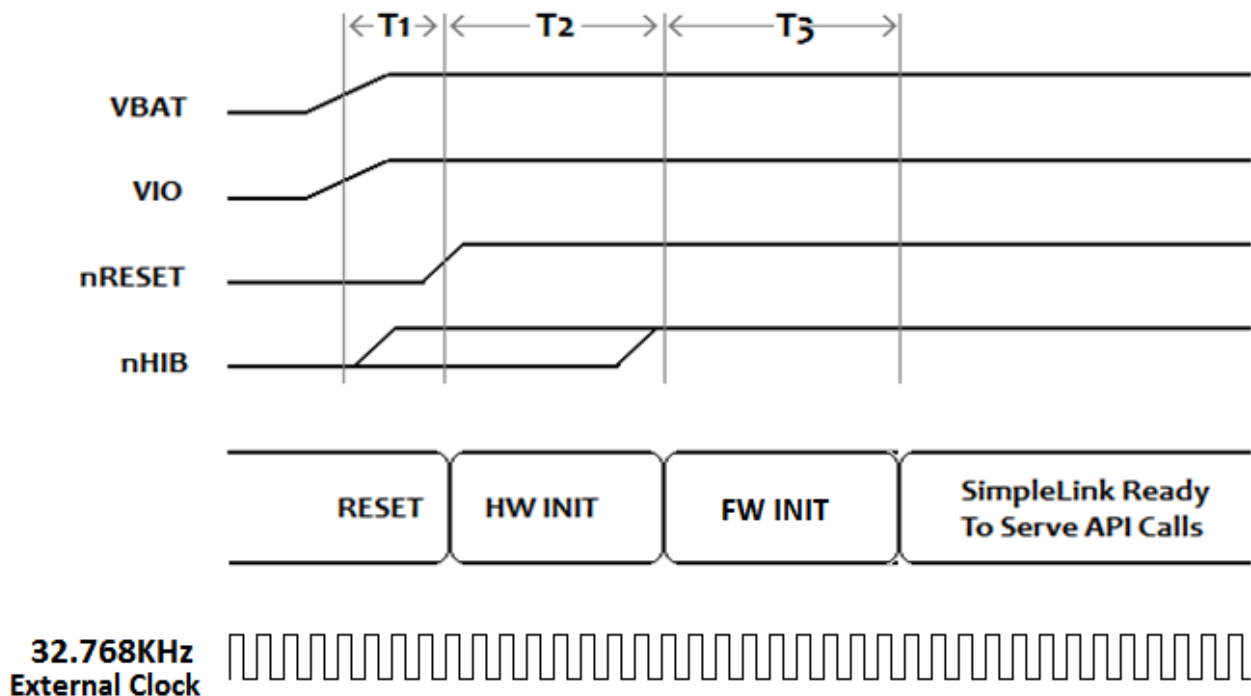 T1 T2 T3
VBAT
VIO
nRESET
nHIB
RESET HW INIT FW INIT SimpleLink Ready
To Serve API Calls
32.768KHz
External Clock